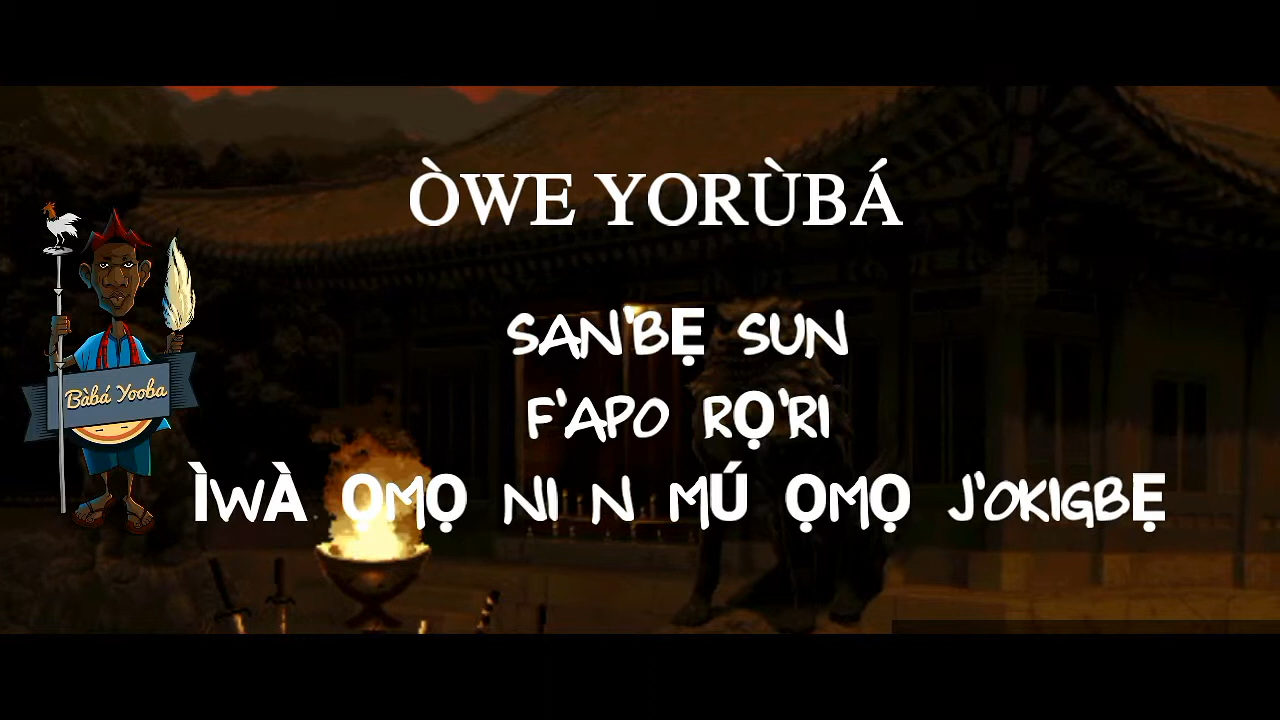 ÒWE YORÙBÁ
SAN'BẸ SUN
F'APO RỌ'RI
ÌWÀ ỌMỌ NI N MÚ ỌMỌ J'OKIGBẸ
Bàbá Yooba